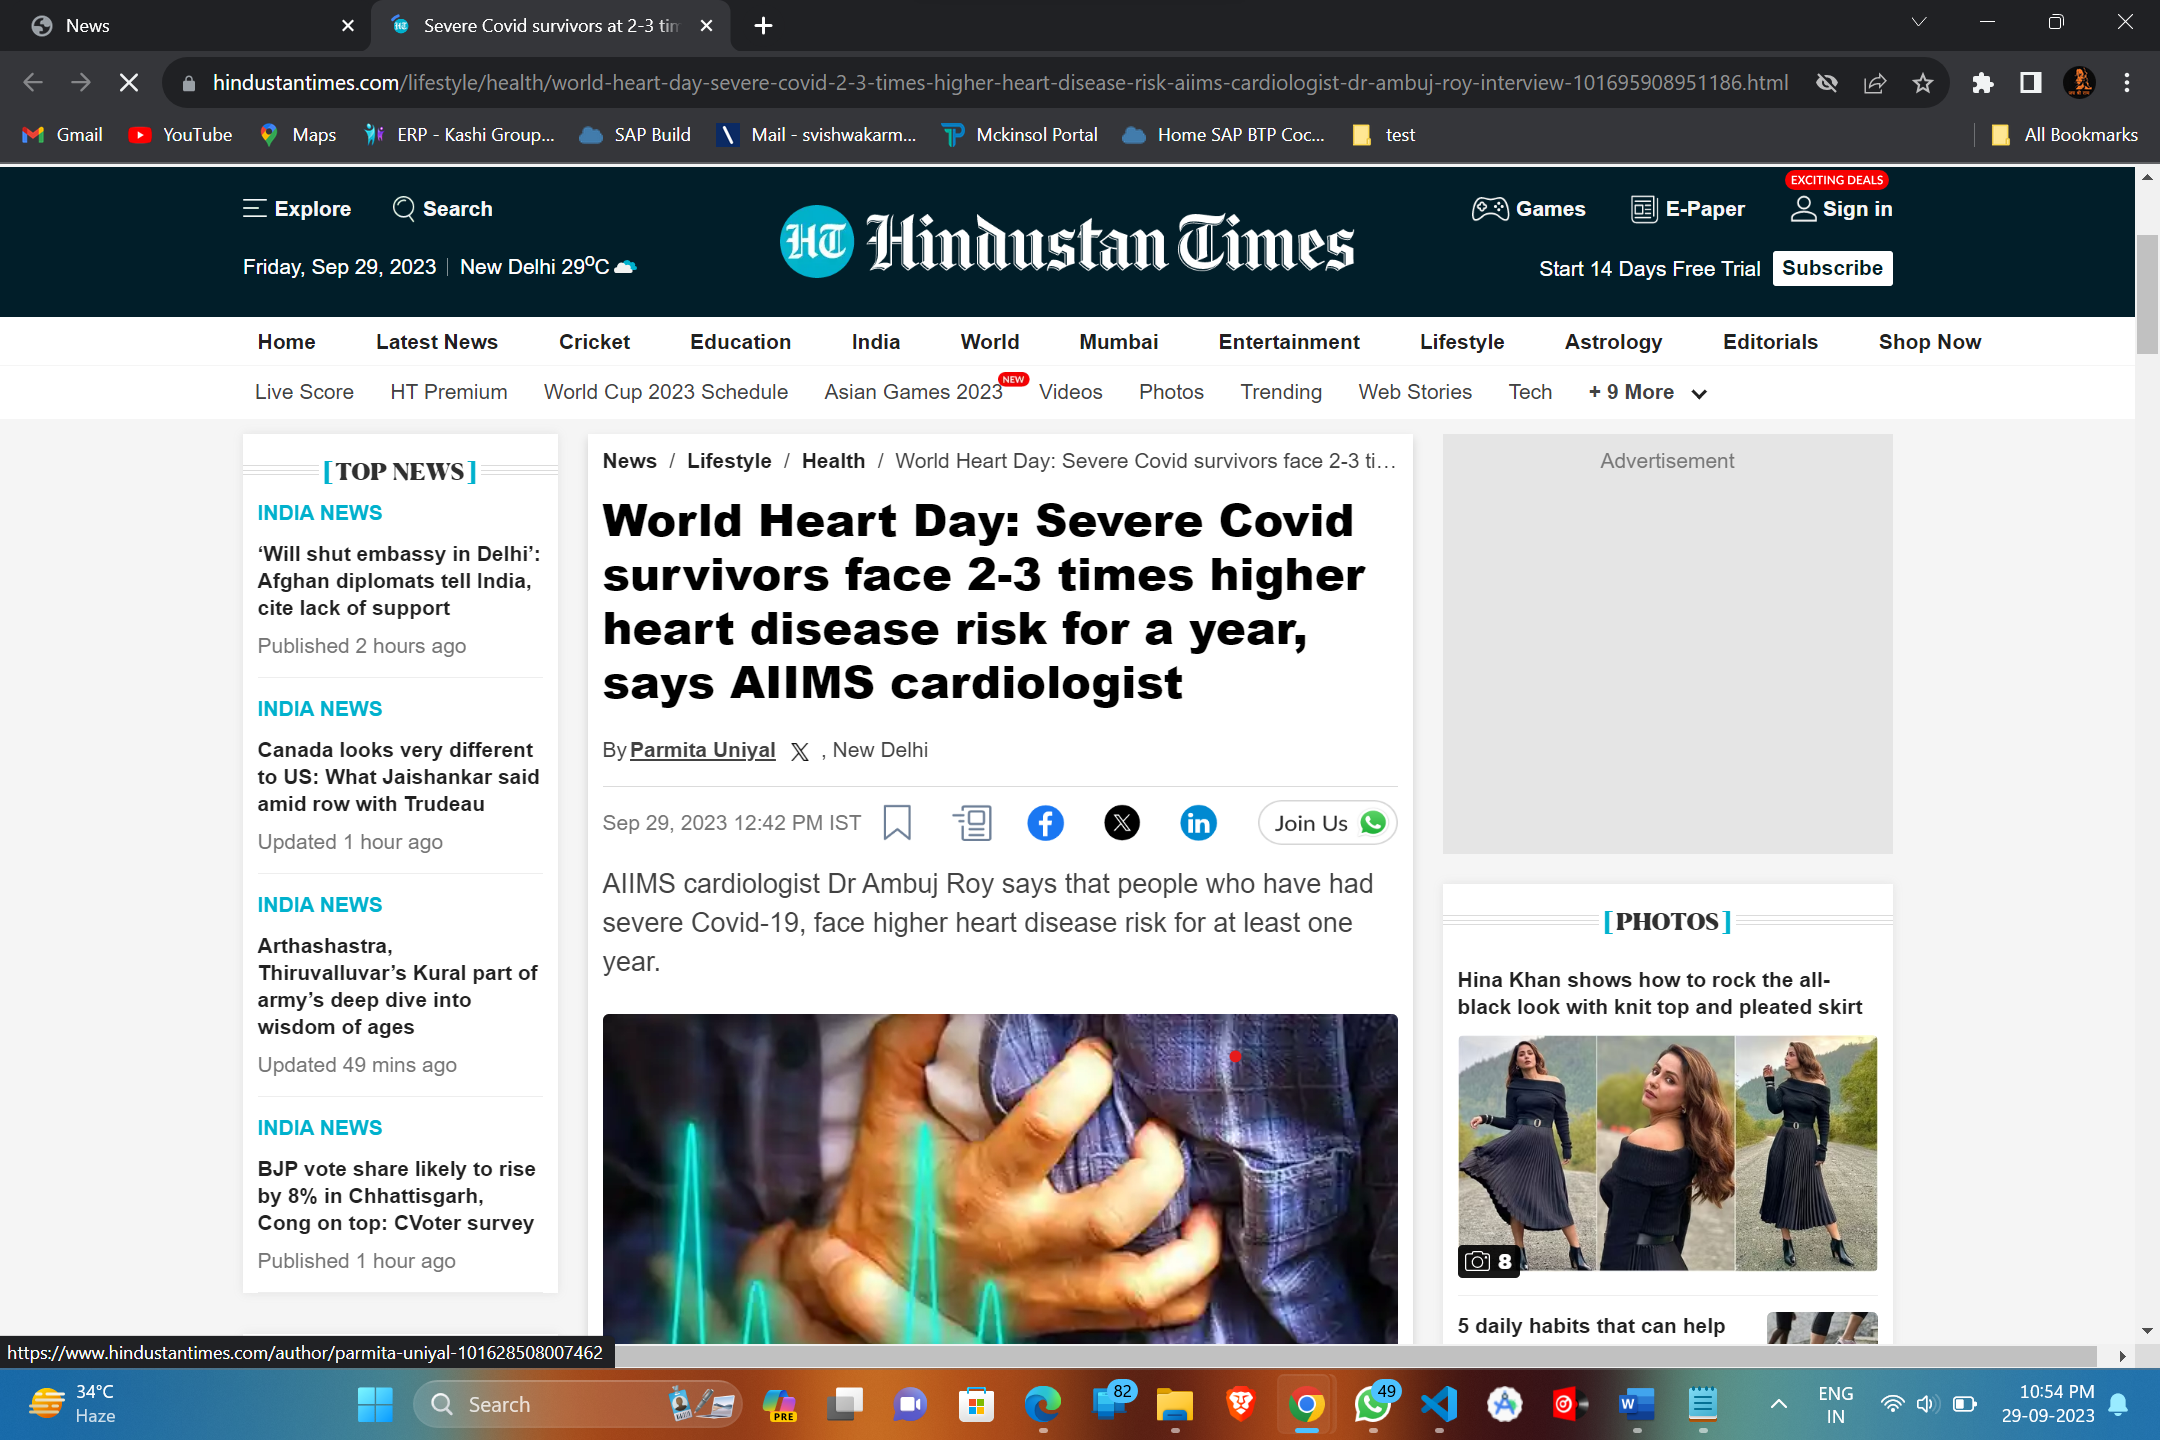 News
Severe Covid survivors at 2-3 tim
hindustantimes.com/lifestyle/health/world-heart-day-severe-covid-2-3-times-higher-heart-disease-risk-aiims-cardiologist-dr-ambuj-roy-interview-101695908951186.html
Gmail
YouTube
Maps
ERP - Kashi Group...
SAP Build
Mail - svishwakarm...
Mckinsol Portal
Home SAP BTP Coc...
test
All Bookmarks
Explore
Search
Friday, Sep 29, 2023
New Delhi 29⁰C
HT Hindustan Times
Games
E-Paper
EXCITING DEALS
Sign in
Start 14 Days Free Trial
Subscribe
Home
Latest News
Cricket
Education
India
World
Mumbai
Entertainment
Lifestyle
Astrology
Editorials
Shop Now
Live Score
HT Premium
World Cup 2023 Schedule
Asian Games 2023
NEW
Videos
Photos
Trending
Web Stories
Tech
+ 9 More
[TOP NEWS]
INDIA NEWS
‘Will shut embassy in Delhi’:
Afghan diplomats tell India,
cite lack of support
Published 2 hours ago
INDIA NEWS
Canada looks very different
to US: What Jaishankar said
amid row with Trudeau
Updated 1 hour ago
INDIA NEWS
Arthashastra,
Thiruvalluvar’s Kural part of
army’s deep dive into
wisdom of ages
Updated 49 mins ago
INDIA NEWS
BJP vote share likely to rise
by 8% in Chhattisgarh,
Cong on top: CVoter survey
Published 1 hour ago
News / Lifestyle / Health / World Heart Day: Severe Covid survivors face 2-3 ti...
World Heart Day: Severe Covid
survivors face 2-3 times higher
heart disease risk for a year,
says AIIMS cardiologist
By Parmita Uniyal X , New Delhi
Sep 29, 2023 12:42 PM IST
Join Us
AIIMS cardiologist Dr Ambuj Roy says that people who have had
severe Covid-19, face higher heart disease risk for at least one
year.
Advertisement
[PHOTOS]
Hina Khan shows how to rock the all-
black look with knit top and pleated skirt
8
5 daily habits that can help
https://www.hindustantimes.com/author/parmita-uniyal-101628508007462
34°C
Haze
Search
PRE
82
49
ENG
IN
10:54 PM
29-09-2023